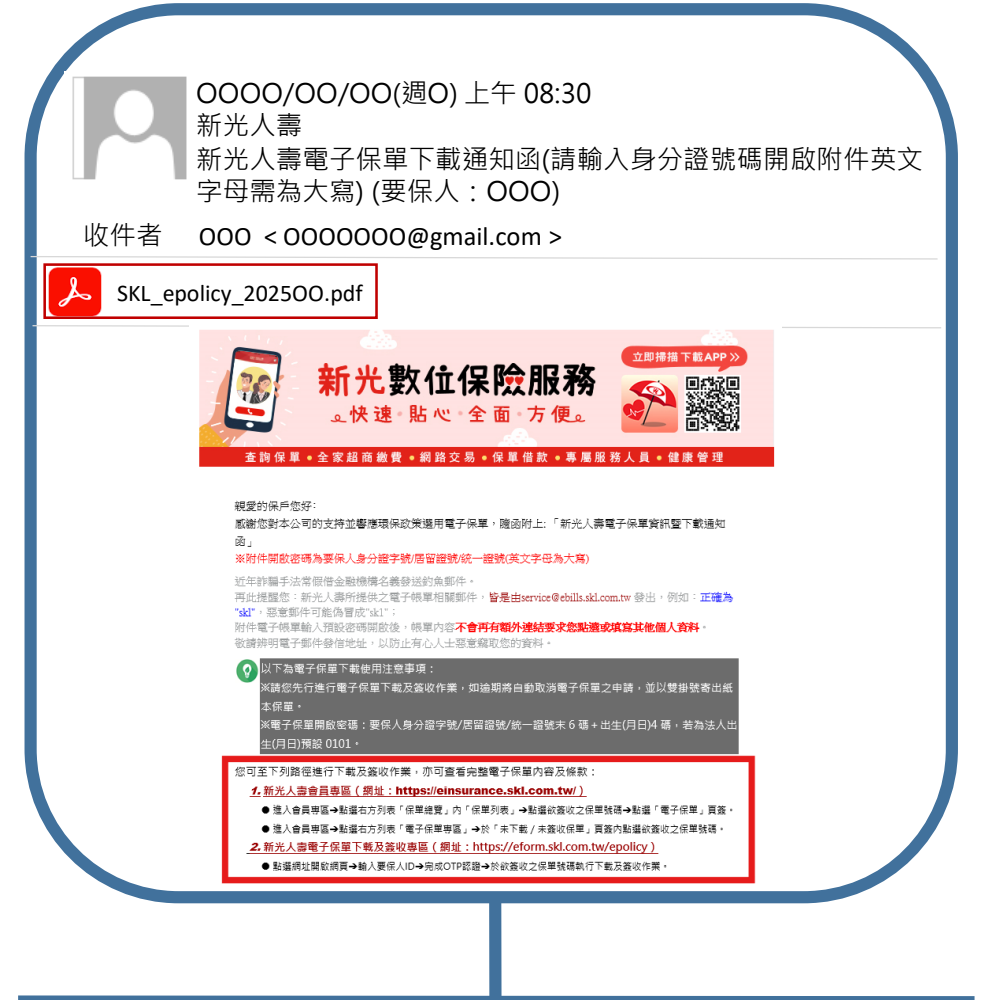 OOOO/OO/OO(週O) 上午 08:30
新光人壽
新光人壽電子保單下載通知函(請輸入身分證號碼開啟附件英文
字母需為大寫) (要保人：OOO)
收件者 OOO < OOOOOOO@gmail.com >
SKL_epolicy_2025OO.pdf
立即掃描下載APP
新光數位保險服務
快速 貼心 全面 方便
查詢保單 • 全家超商繳費 • 網路交易 • 保單借款 • 專屬服務人員 • 健康管理
親愛的保戶您好:
感謝您對本公司的支持並響應環保政策選用電子保單，隨函附上:「新光人壽電子保單資訊暨下載通知
函」
※附件開啟密碼為要保人身分證字號/居留證號/統一證號(英文字母為大寫)
近年詐騙手法常假借金融機構名義發送釣魚郵件。
再此提醒您：新光人壽所提供之電子帳單相關郵件，皆是由service@ebills.skl.com.tw 發出，例如：正確為
"skl"，惡意郵件可能偽冒成"sk1"；
附件電子帳單輸入預設密碼開啟後，帳單內容不會再有額外連結要求您點選或填寫其他個人資料。
敬請辨明電子郵件發信地址，以防止有心人士惡意竊取您的資料。
以下為電子保單下載使用注意事項：
※請您先行進行電子保單下載及簽收作業，如逾期將自動取消電子保單之申請，並以雙掛號寄出紙
本保單。
※電子保單開啟密碼：要保人身分證字號/居留證號/統一證號末 6 碼 + 出生(月日)4 碼，若為法人出
生(月日)預設 0101。
您可至下列路徑進行下載及簽收作業，亦可查看完整電子保單內容及條款：
1. 新光人壽會員專區（網址：https://einsurance.skl.com.tw/）
● 進入會員專區➔點選右方列表「保單總覽」內「保單列表」➔點選欲簽收之保單號碼➔點選「電子保單」頁簽。
● 進入會員專區➔點選右方列表「電子保單專區」➔於「未下載 / 未簽收保單」頁簽內點選欲簽收之保單號碼。
2. 新光人壽電子保單下載及簽收專區（網址：https://eform.skl.com.tw/epolicy）
● 點選網址開啟網頁➔輸入要保人ID➔完成OTP認證➔於欲簽收之保單號碼執行下載及簽收作業。